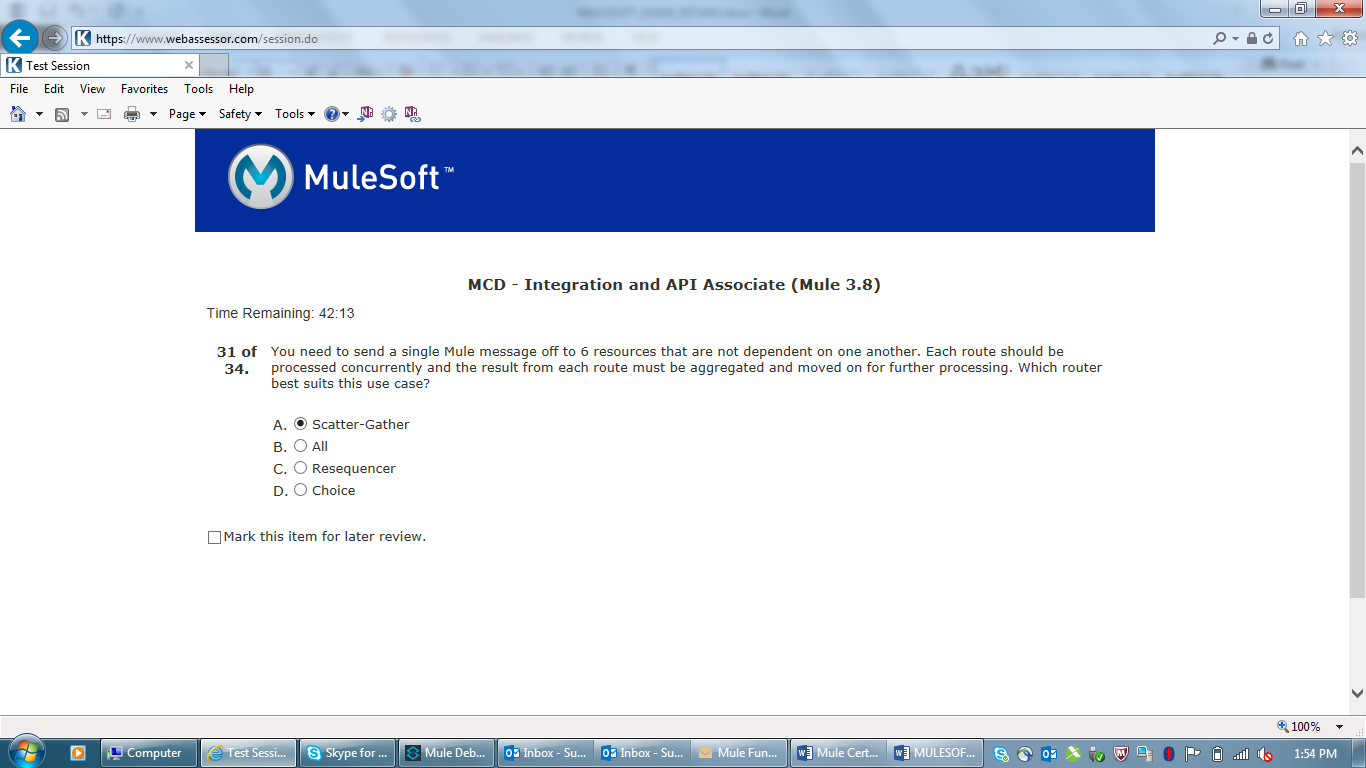 https://www.webassessor.com/session.do
Test Session
File Edit View Favorites Tools Help
Page Safety Tools
MuleSoft™
MCD - Integration and API Associate (Mule 3.8)
Time Remaining: 42:13
31 of 34. You need to send a single Mule message off to 6 resources that are not dependent on one another. Each route should be
processed concurrently and the result from each route must be aggregated and moved on for further processing. Which router
best suits this use case?
A. Scatter-Gather
B. All
C. Resequencer
D. Choice
Mark this item for later review.
100%
Computer Test Sessi... Skype for ... Mule Deb... Inbox - Su... Inbox - Su... Mule Fun... Mule Cert... MULESOF... 1:54 PM